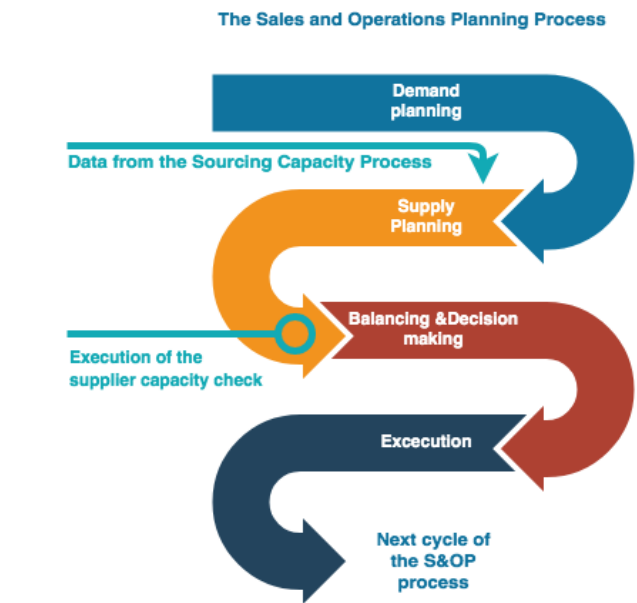 The Sales and Operations Planning Process
Demand
planning
Data from the Sourcing Capacity Process
Supply
Planning
Balancing &Decision
making
Execution of the
supplier capacity check
Excecution
Next cycle of
the S&OP
process